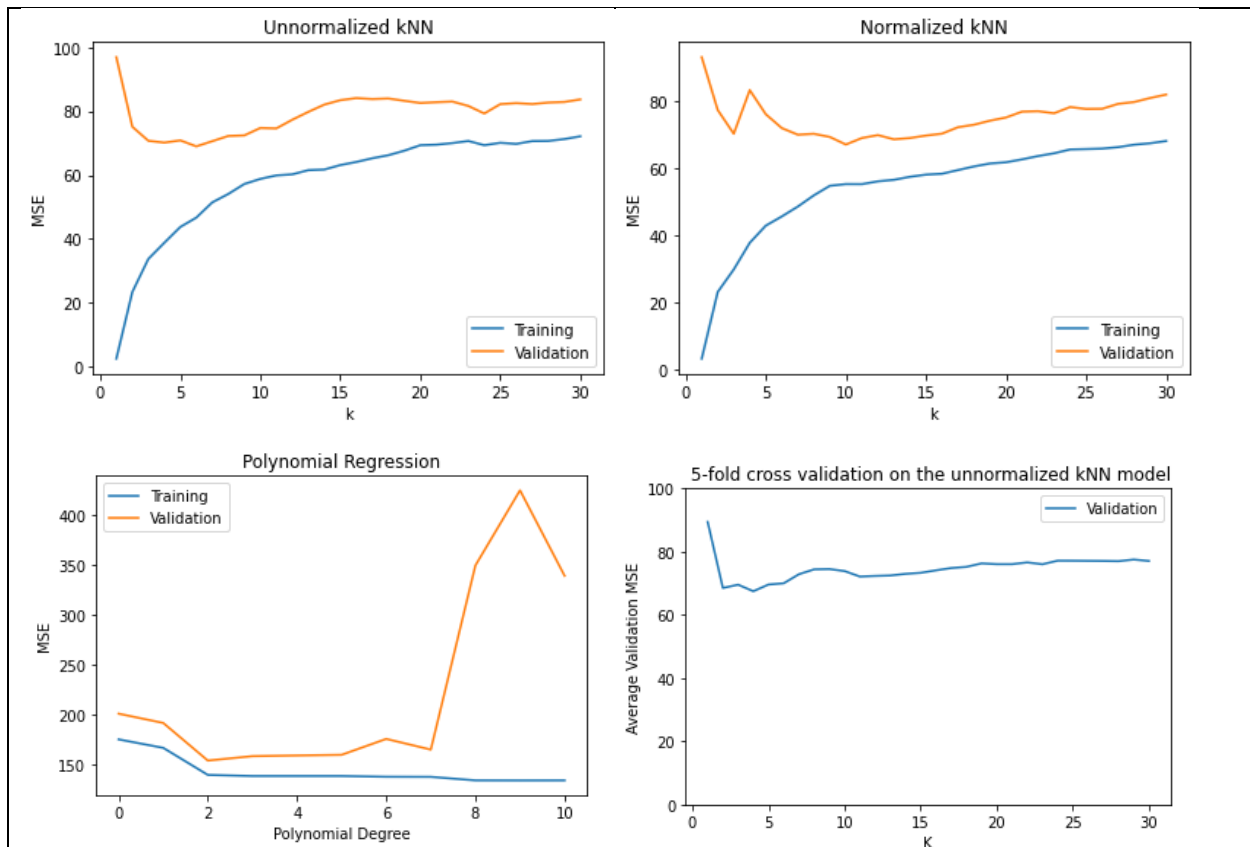 Unnormalized kNN
100
80
60
40
20
0
MSE
0 5 10 15 20 25 30
k
Training
Validation
Normalized kNN
80
60
40
20
0
MSE
0 5 10 15 20 25 30
k
Training
Validation
Polynomial Regression
400
350
300
250
200
150
MSE
0 2 4 6 8 10
Polynomial Degree
Training
Validation
5-fold cross validation on the unnormalized kNN model
100
80
60
40
20
0
Average Validation MSE
0 5 10 15 20 25 30
K
Validation